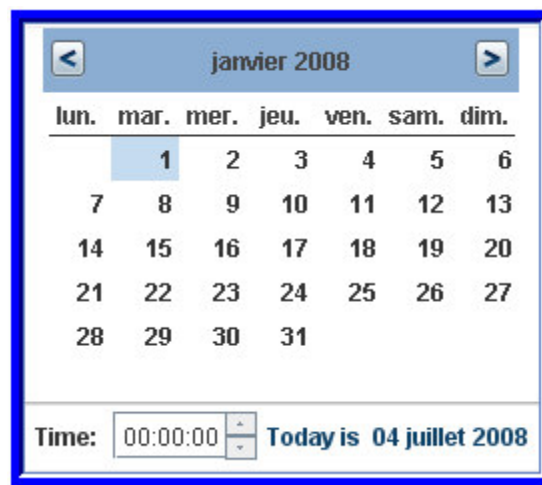 < janvier 2008 >
lun. mar. mer. jeu. ven. sam. dim.
1 2 3 4 5 6
7 8 9 10 11 12 13
14 15 16 17 18 19 20
21 22 23 24 25 26 27
28 29 30 31
Time: 00:00:00 Today is 04 juillet 2008